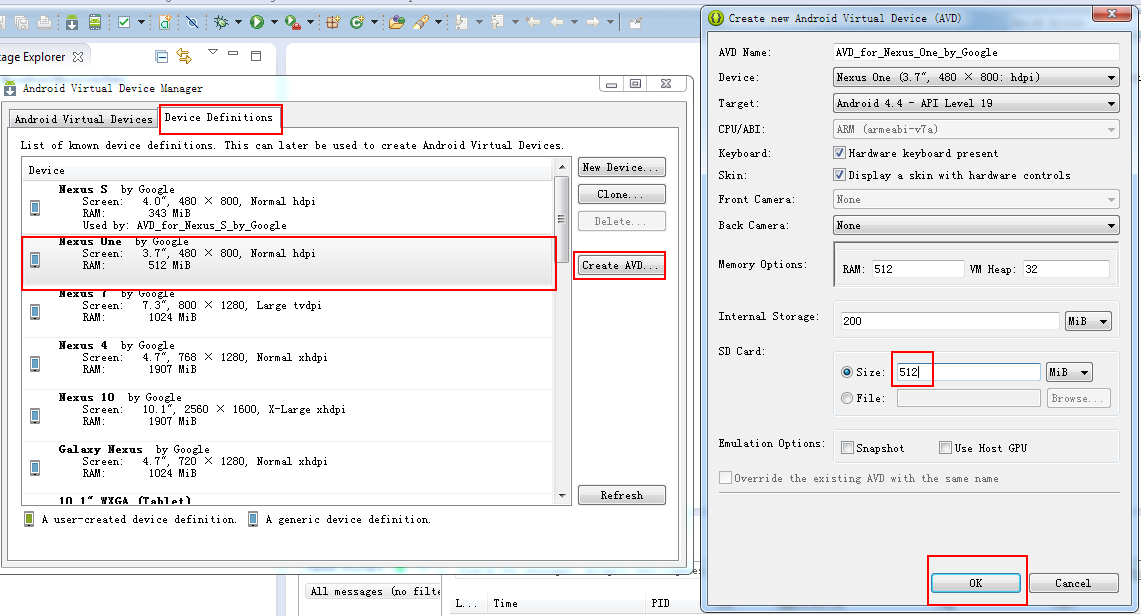 tage Explorer
Android Virtual Device Manager
Android Virtual Devices
Device Definitions
List of known device definitions. This can later be used to create Android Virtual Devices.
Device
Nexus S by Google
Screen: 4.0″, 480 × 800, Normal hdpi
RAM: 343 MiB
Used by: AVD_for_Nexus_S_by_Google
Nexus One by Google
Screen: 3.7″, 480 × 800, Normal hdpi
RAM: 512 MiB
Nexus 7 by Google
Screen: 7.3″, 800 × 1280, Large tvdpi
RAM: 1024 MiB
Nexus 4 by Google
Screen: 4.7″, 768 × 1280, Normal xhdpi
RAM: 1907 MiB
Nexus 10 by Google
Screen: 10.1″, 2560 × 1600, X-Large xhdpi
RAM: 1907 MiB
Galaxy Nexus by Google
Screen: 4.7″, 720 × 1280, Normal xhdpi
RAM: 1024 MiB
10.1″ WXGA (Tablet)
New Device...
Clone...
Delete...
Create AVD...
Refresh
A user-created device definition. A generic device definition.
All messages (no filte
L... Time PID
Create new Android Virtual Device (AVD)
AVD Name: AVD_for_Nexus_One_by_Google
Device: Nexus One (3.7″, 480 × 800: hdpi)
Target: Android 4.4 - API Level 19
CPU/ABI: ARM (armeabi-v7a)
Keyboard: Hardware keyboard present
Skin: Display a skin with hardware controls
Front Camera: None
Back Camera: None
Memory Options: RAM: 512 VM Heap: 32
Internal Storage: 200 MiB
SD Card:
Size: 512 MiB
File: Browse...
Emulation Options: Snapshot Use Host GPU
Override the existing AVD with the same name
OK Cancel